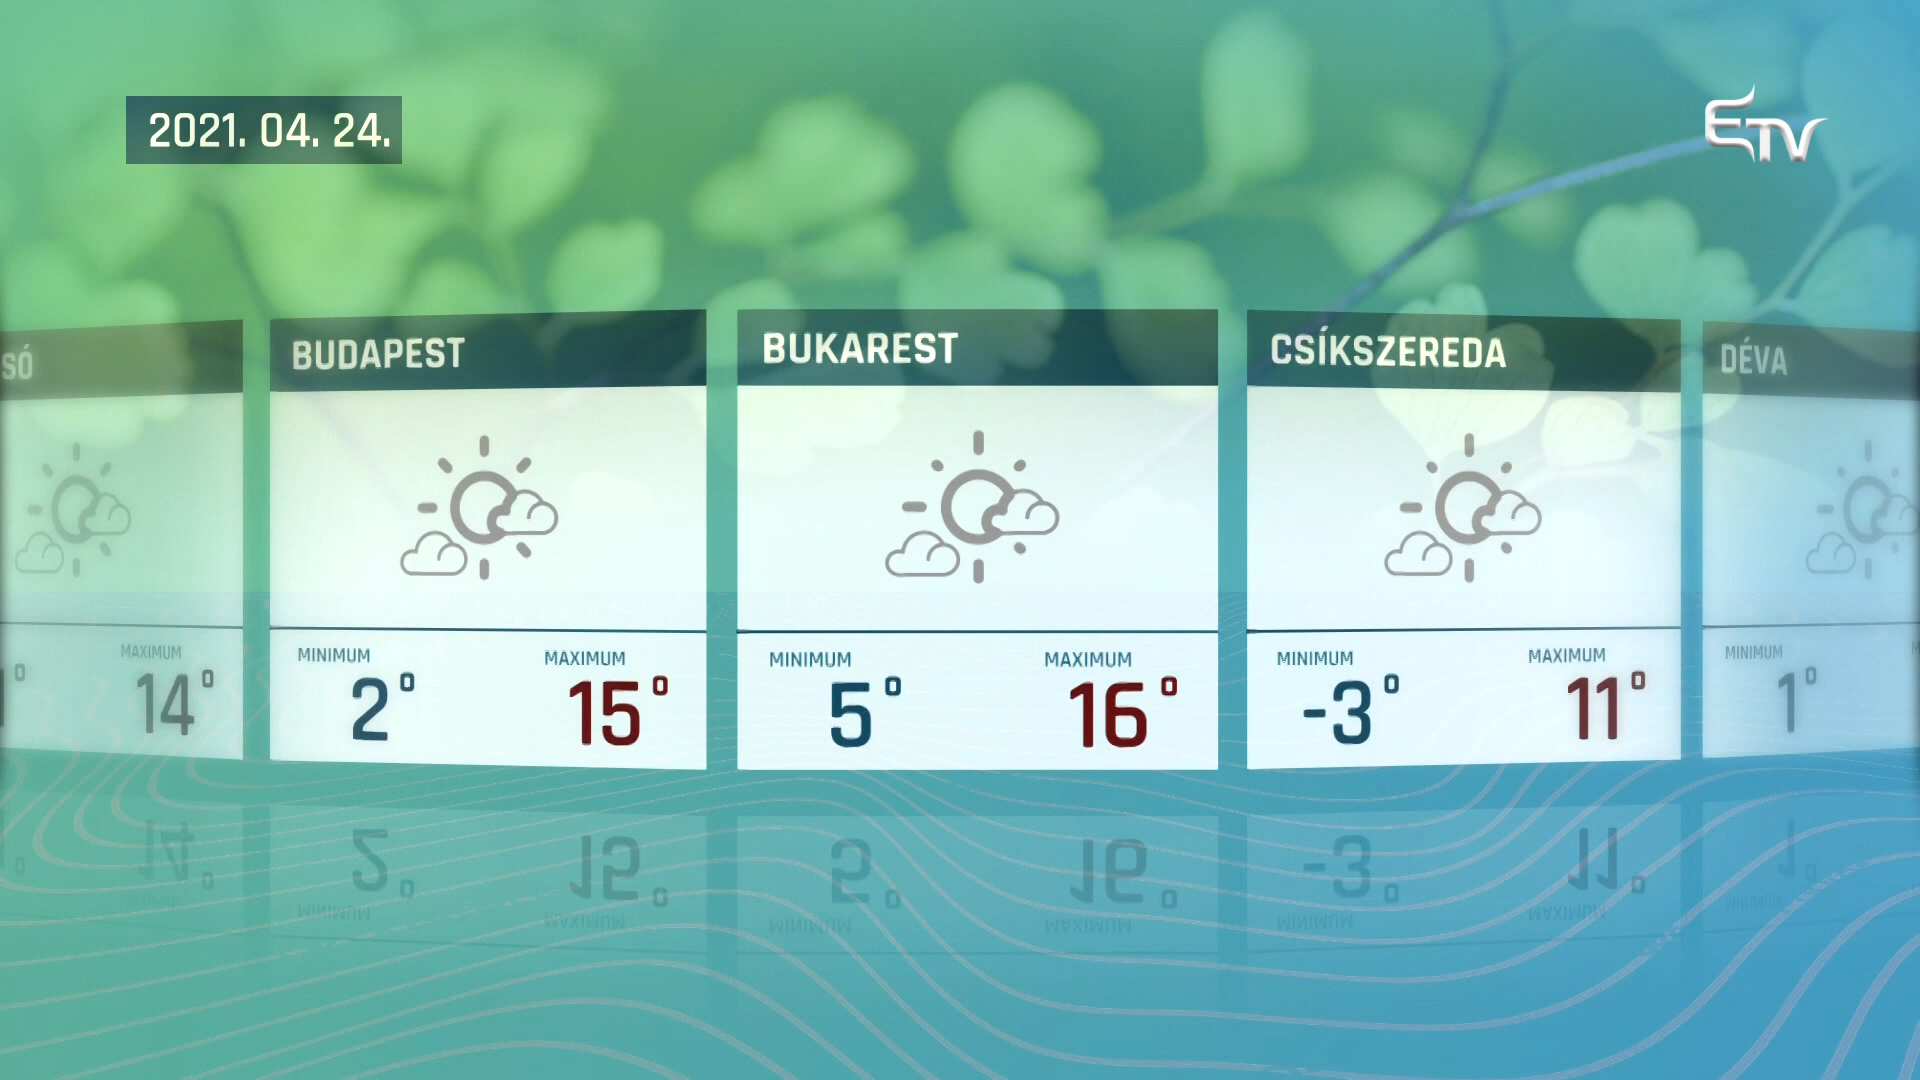 2021. 04. 24.
ETV
SÓ
MAXIMUM
14°
BUDAPEST
MINIMUM
2°
MAXIMUM
15°
BUKAREST
MINIMUM
5°
MAXIMUM
16°
CSÍKSZEREDA
MINIMUM
-3°
MAXIMUM
11°
DÉVA
MINIMUM
1°